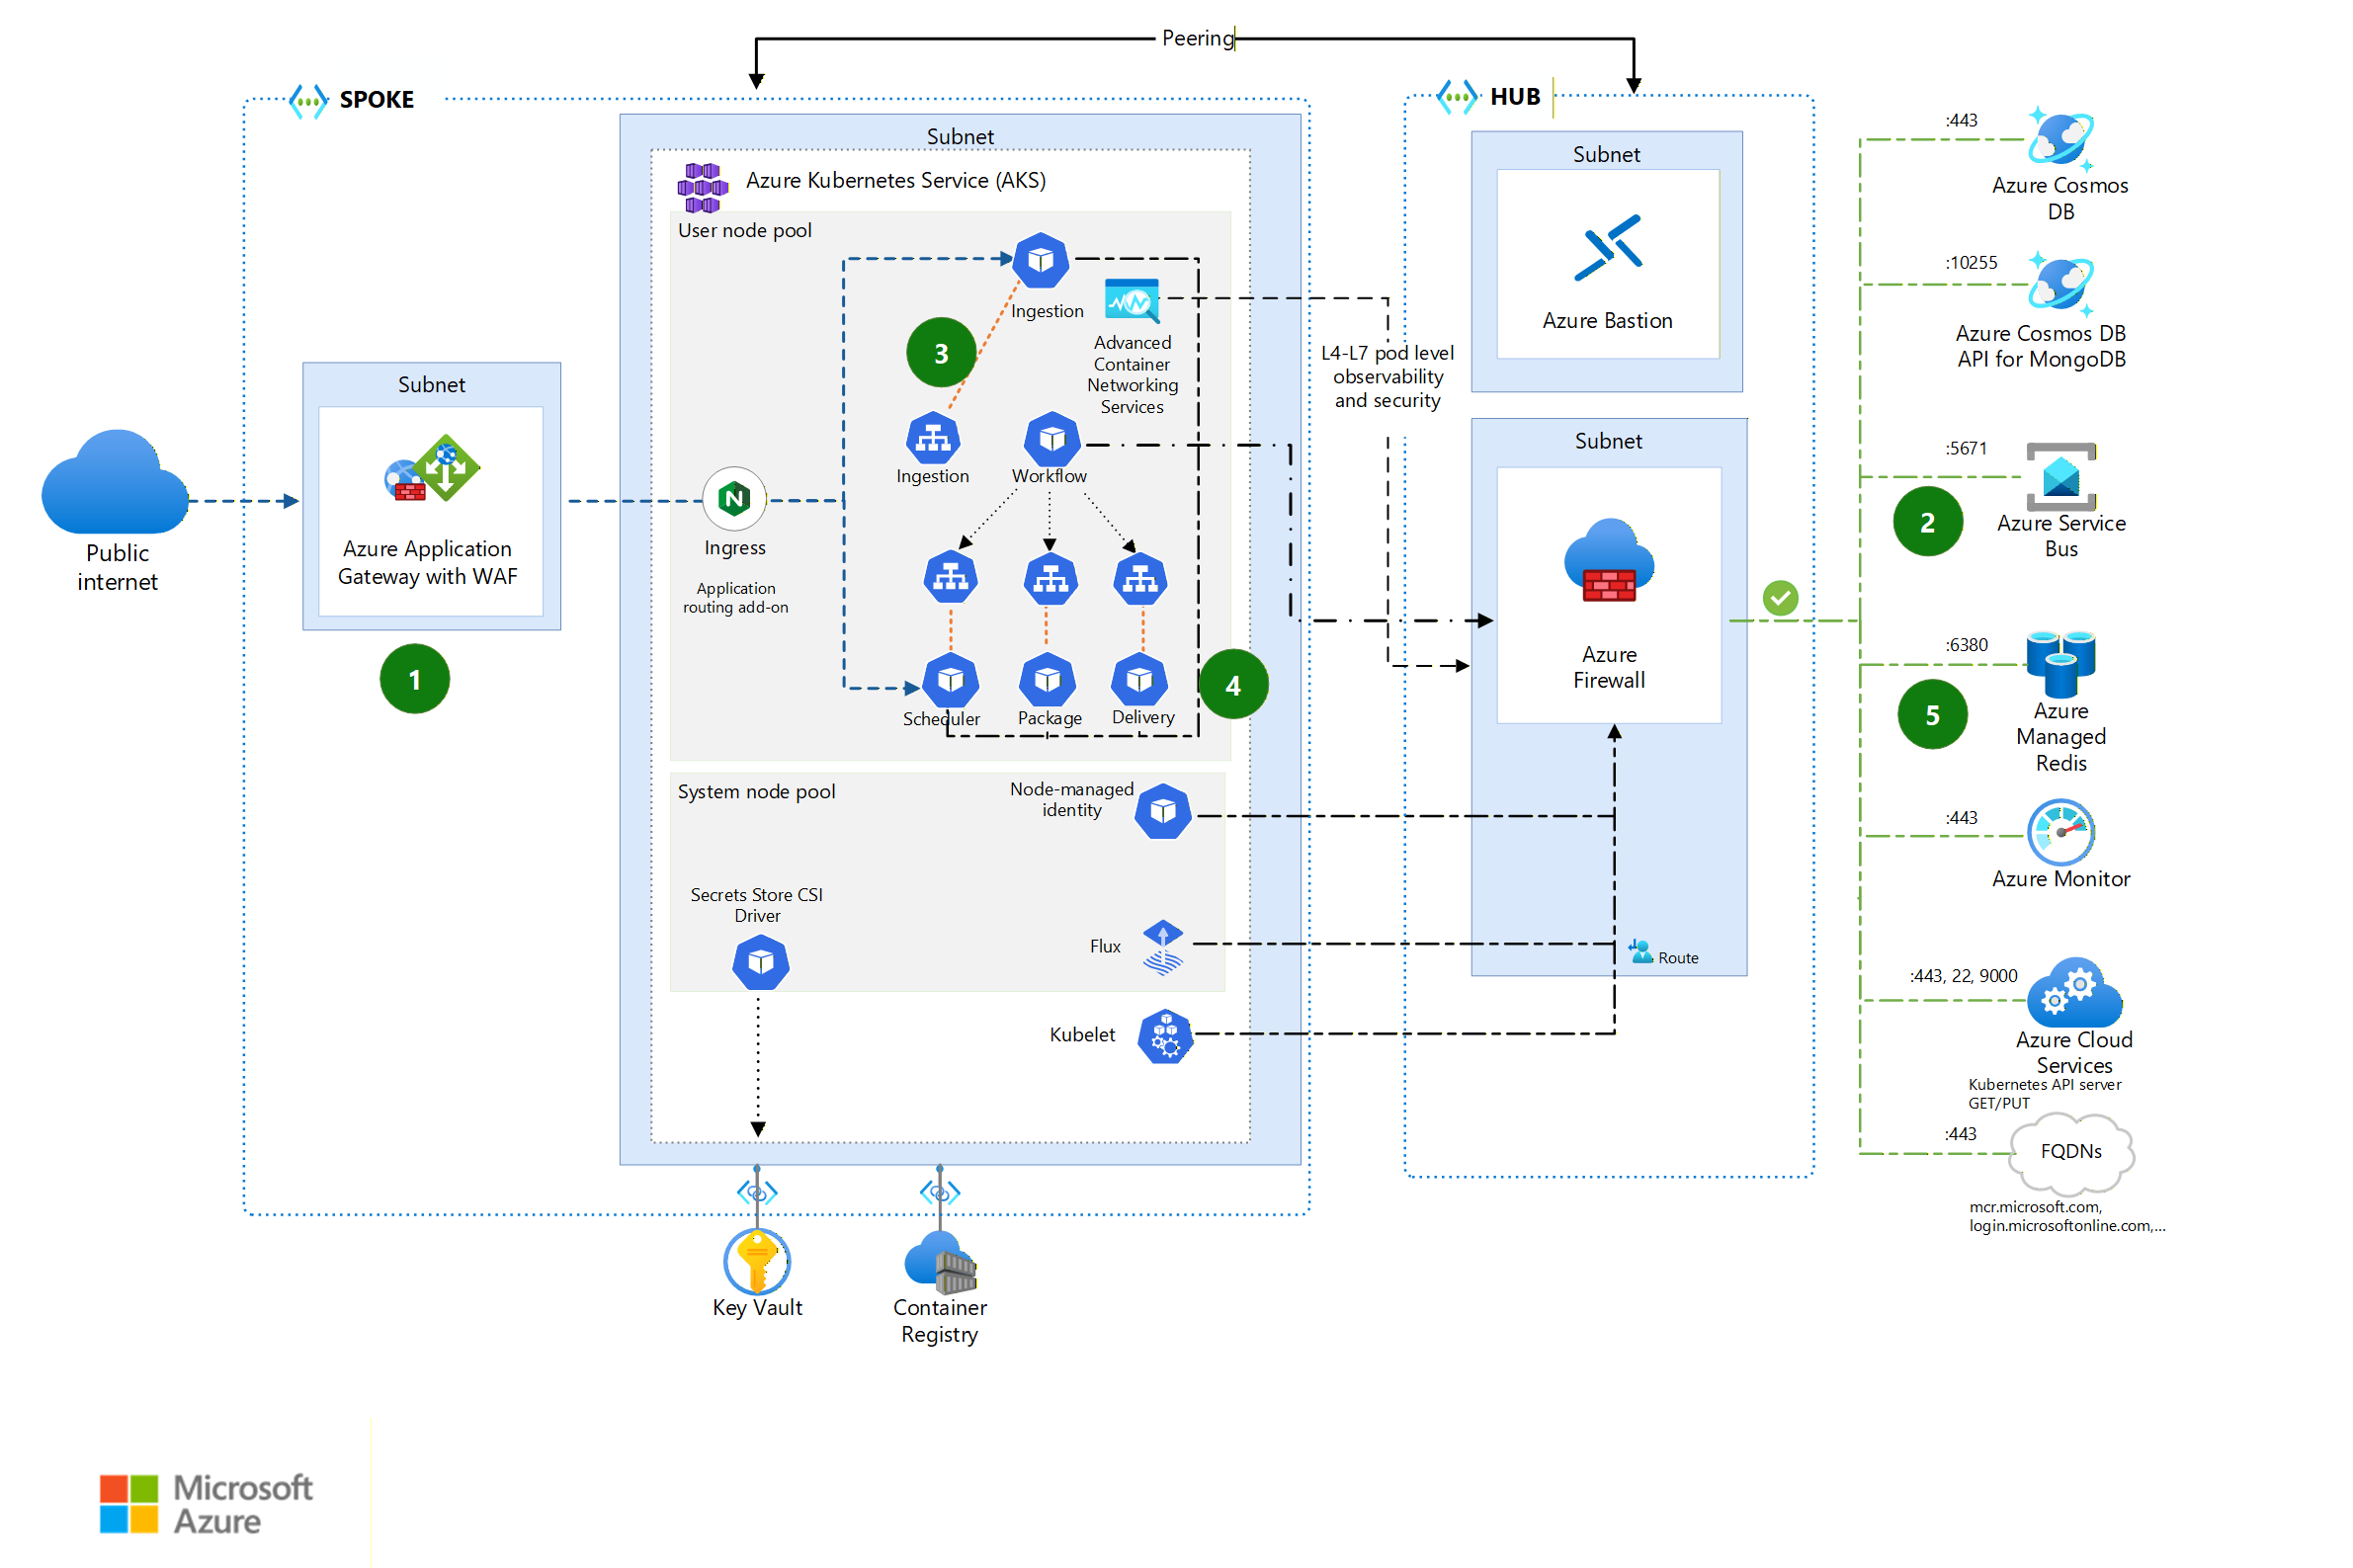 Peering
SPOKE
HUB
Subnet
Azure Kubernetes Service (AKS)
User node pool
Ingestion
Advanced
Container
Networking
Services
3
Ingestion
Workflow
Subnet
Azure Application
Gateway with WAF
1
Public
internet
Ingress
Application
routing add-on
Scheduler
Package
Delivery
4
System node pool
Node-managed
identity
Secrets Store CSI
Driver
Flux
Kubelet
Key Vault
Container
Registry
L4-L7 pod level
observability
and security
Subnet
Azure Bastion
Subnet
Azure
Firewall
Route
:443
Azure Cosmos
DB
:10255
Azure Cosmos DB
API for MongoDB
:5671
2
Azure Service
Bus
:6380
5
Azure
Managed
Redis
:443
Azure Monitor
:443, 22, 9000
Azure Cloud
Services
Kubernetes API server
GET/PUT
:443
FQDNs
mcr.microsoft.com,
login.microsoftonline.com,...
Microsoft
Azure